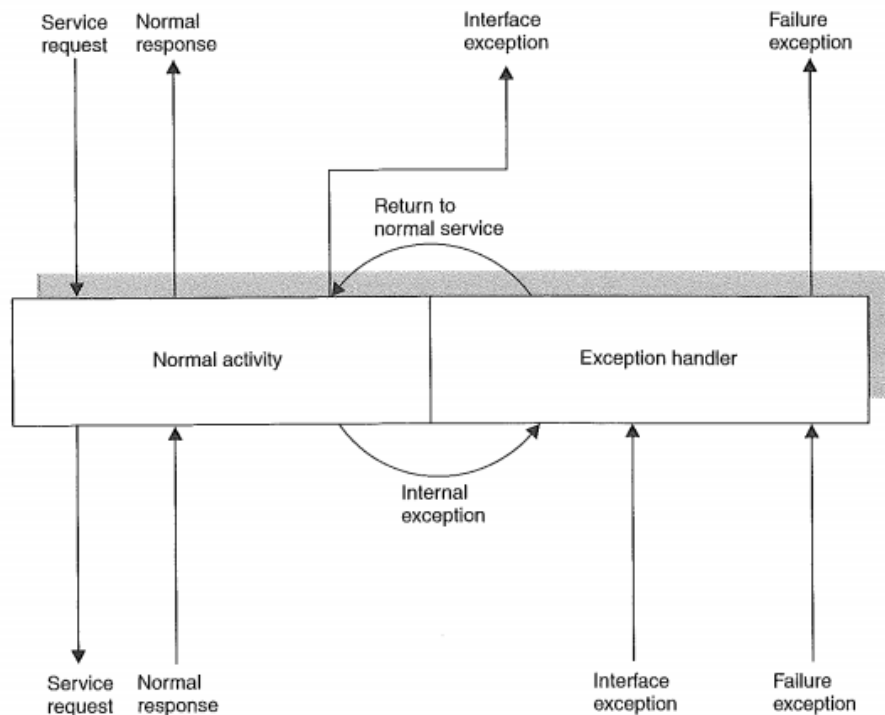 Service
request
Normal
response
Interface
exception
Failure
exception
Return to
normal service
Normal activity
Exception handler
Internal
exception
Service
request
Normal
response
Interface
exception
Failure
exception